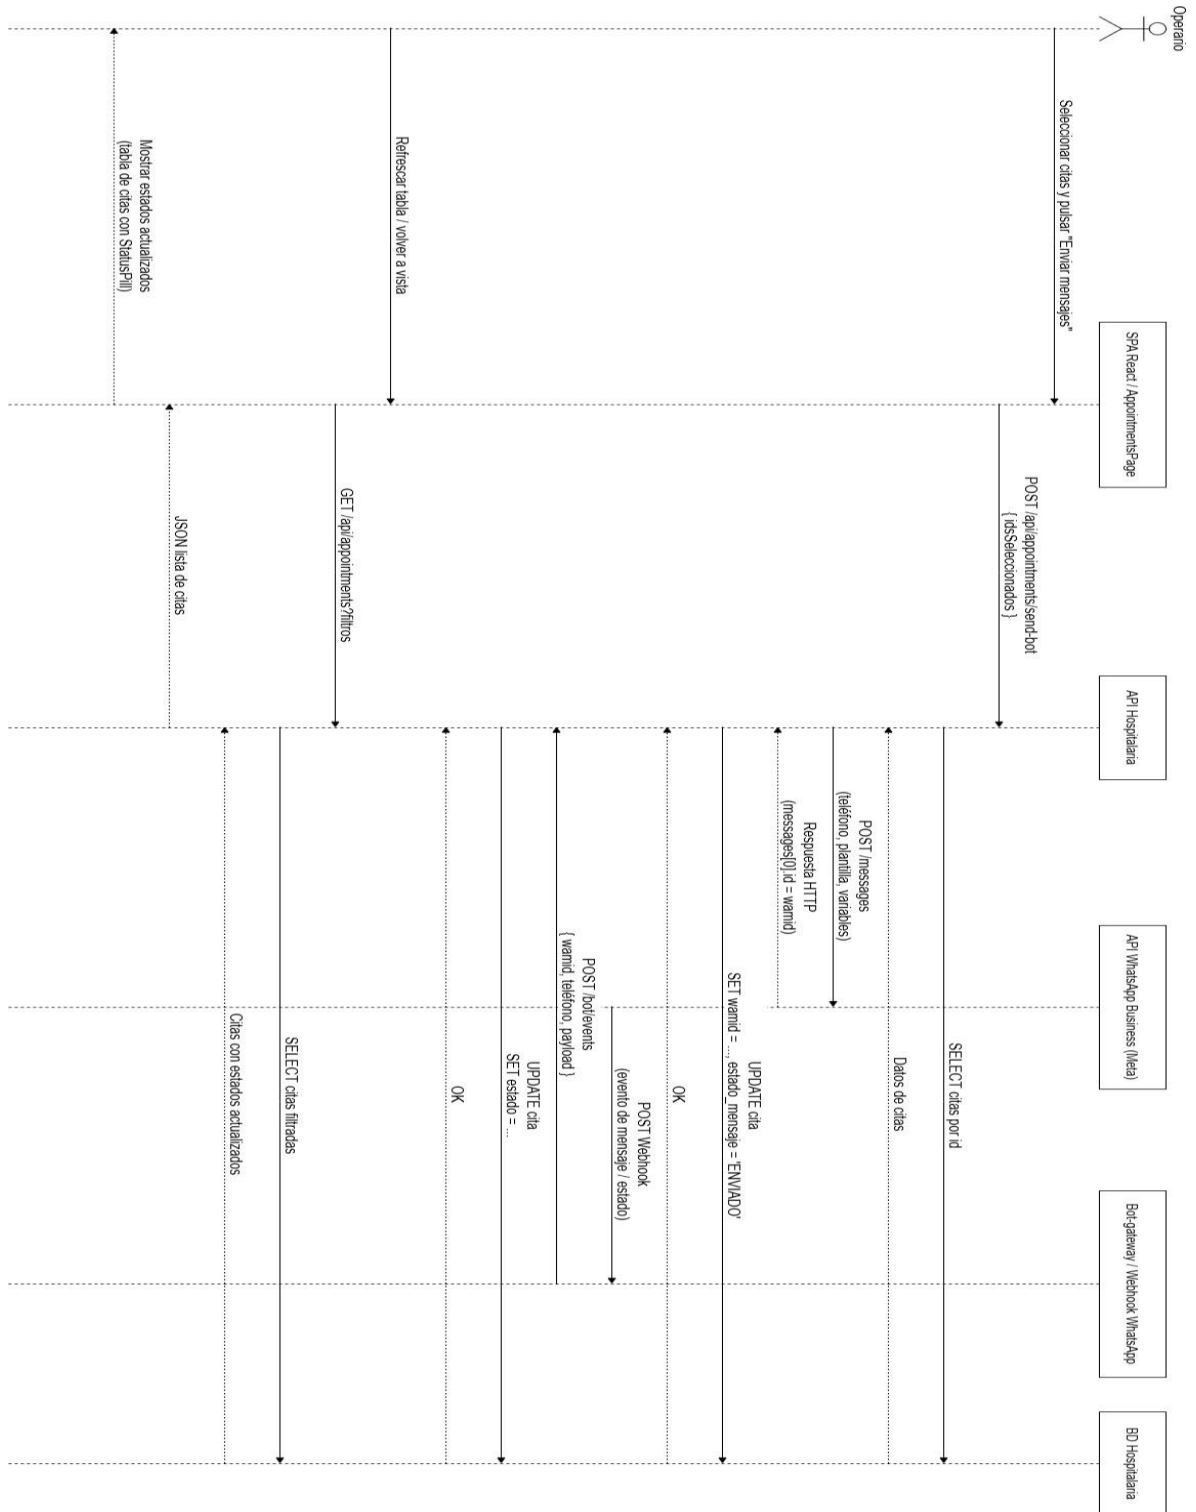 Operario
SPA React / AppointmentsPage
API Hospitalaria
API WhatsApp Business (Meta)
Bot-gateway / Webhook WhatsApp
BD Hospitalaria
Seleccionar citas y pulsar "Enviar mensajes"
POST /api/appointments/send-bot
{ idsSeleccionados }
SELECT citas por id
Datos de citas
POST /messages
(teléfono, plantilla, variables)
Respuesta HTTP
(messages[0].id = wamid)
UPDATE cita
SET wamid = ..., estado_mensaje = 'ENVIADO'
OK
POST Webhook
(evento de mensaje / estado)
POST /bot/events
{ wamid, teléfono, payload }
UPDATE cita
SET estado = ...
OK
Refrescar tabla / volver a vista
GET /api/appointments?filtros
SELECT citas filtradas
Citas con estados actualizados
JSON lista de citas
Mostrar estados actualizados
(tabla de citas con StatusPill)